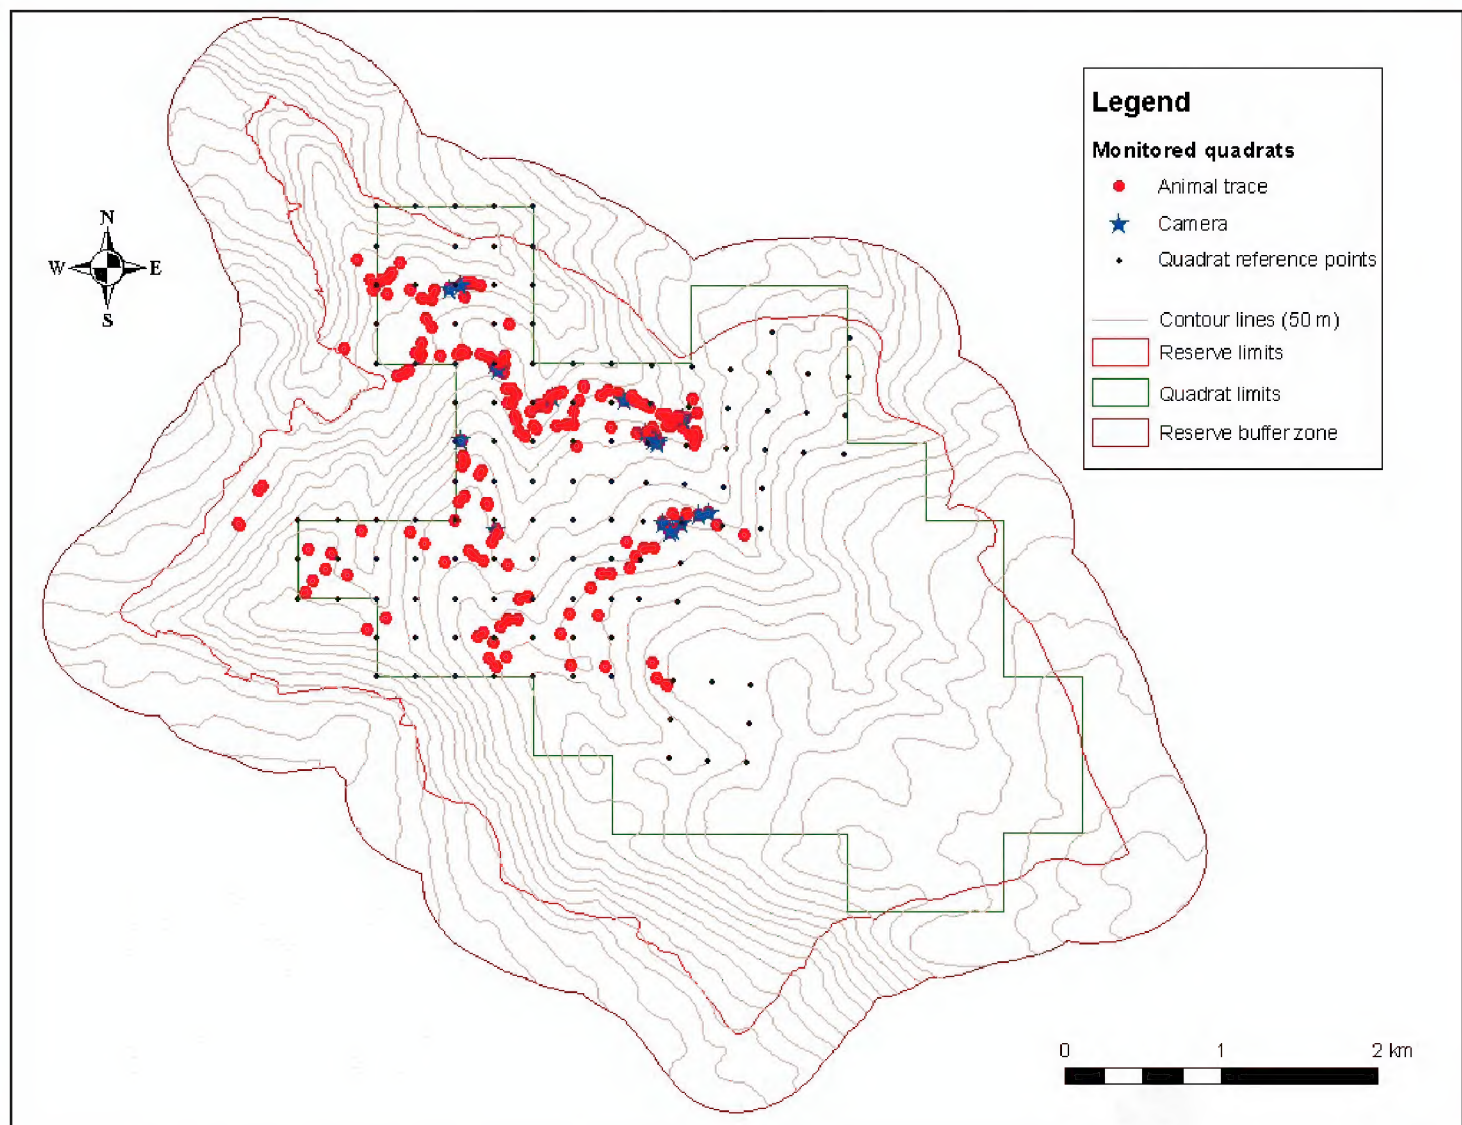 Legend
Monitored quadrats
Animal trace
Camera
Quadrat reference points
Contour lines (50 m)
Reserve limits
Quadrat limits
Reserve buffer zone
N
W E
S
0 1 2 km